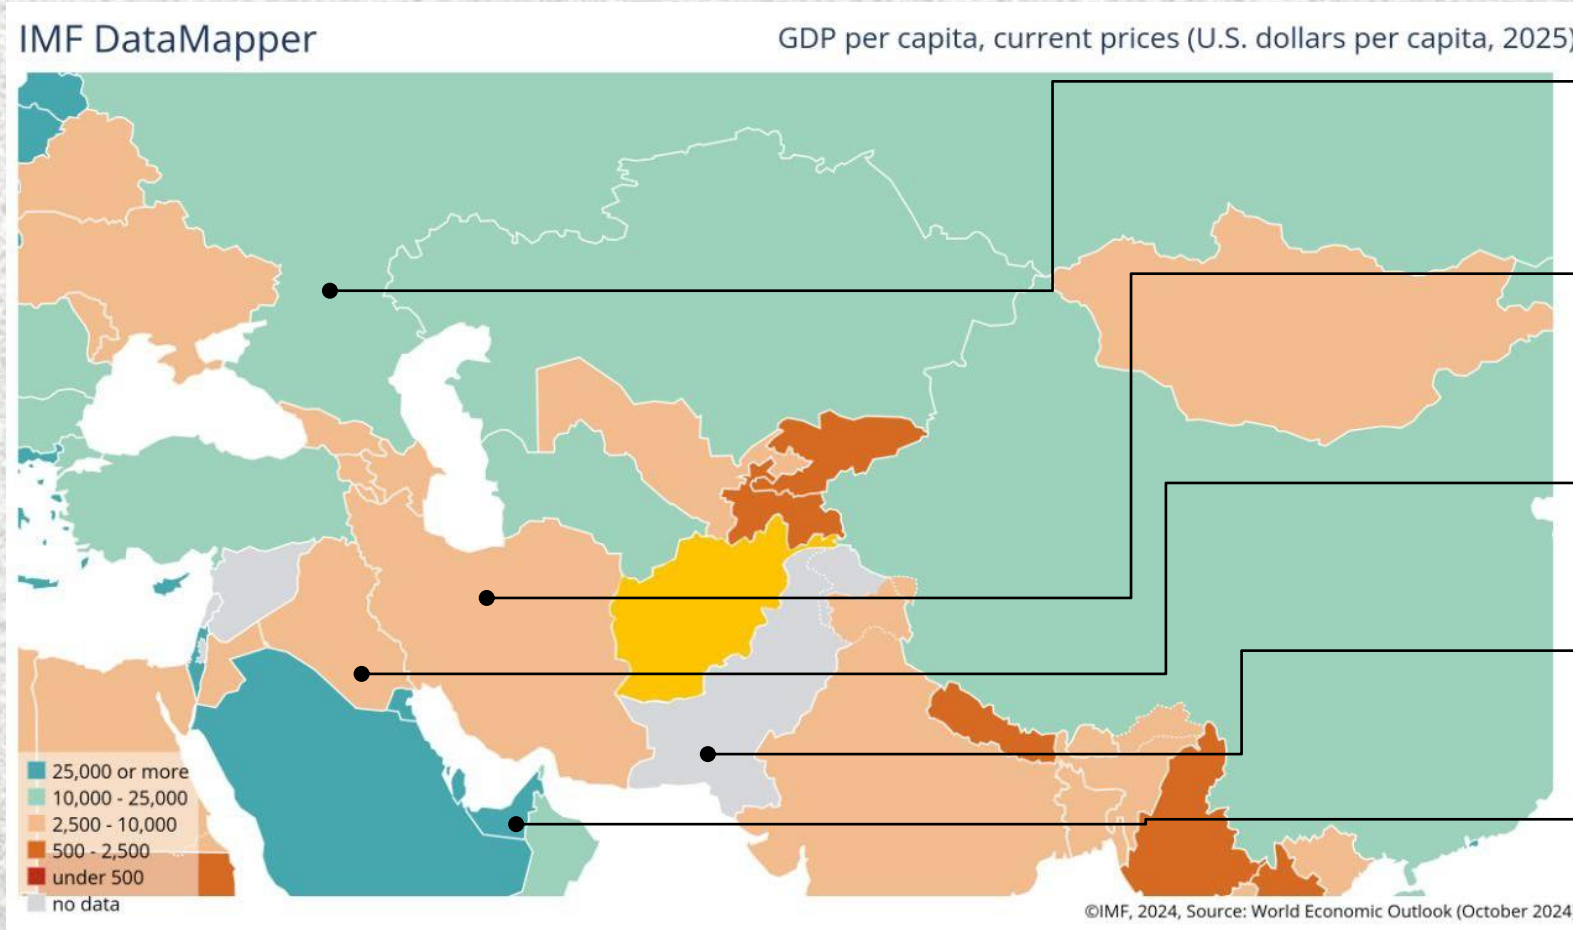 IMF DataMapper
GDP per capita, current prices (U.S. dollars per capita, 2025)
25,000 or more
10,000 - 25,000
2,500 - 10,000
500 - 2,500
under 500
no data
©IMF, 2024, Source: World Economic Outlook (October 2024)